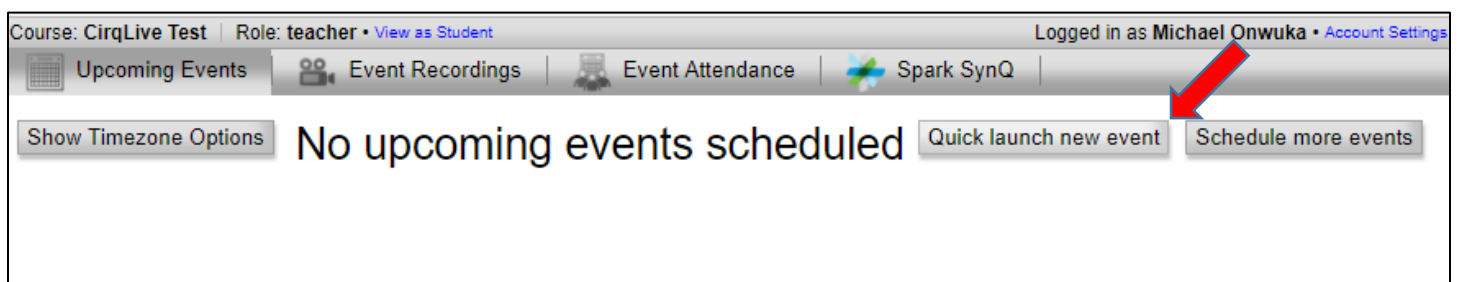 Course: CirqLive Test | Role: teacher • View as Student Logged in as Michael Onwuka • Account Settings
Upcoming Events Event Recordings Event Attendance Spark SynQ
Show Timezone Options No upcoming events scheduled Quick launch new event Schedule more events